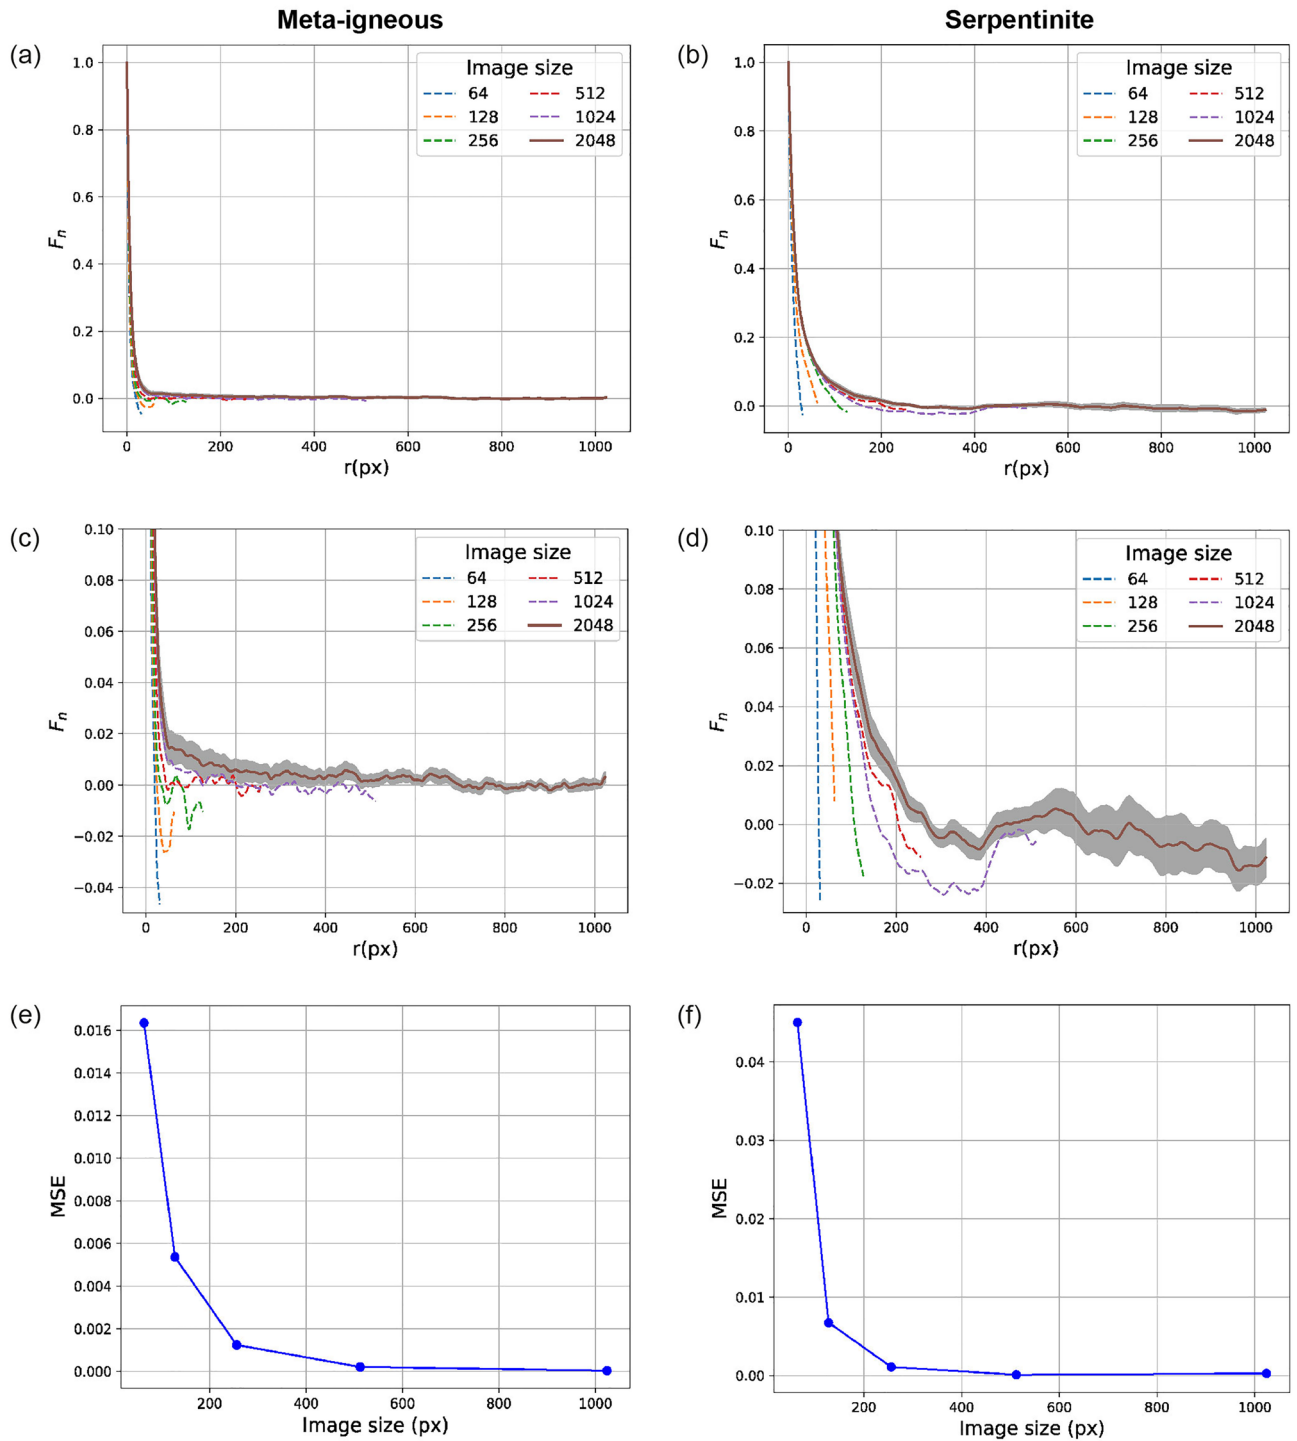 Meta-igneous
Serpentinite
(a)
1.0
0.8
0.6
0.4
0.2
0.0
Fn
0 200 400 600 800 1000
r(px)
Image size
64 512
128 1024
256 2048
(b)
1.0
0.8
0.6
0.4
0.2
0.0
Fn
0 200 400 600 800 1000
r(px)
Image size
64 512
128 1024
256 2048
(c)
0.10
0.08
0.06
0.04
0.02
0.00
−0.02
−0.04
Fn
0 200 400 600 800 1000
r(px)
Image size
64 512
128 1024
256 2048
(d)
0.10
0.08
0.06
0.04
0.02
0.00
−0.02
Fn
0 200 400 600 800 1000
r(px)
Image size
64 512
128 1024
256 2048
(e)
0.016
0.014
0.012
0.010
0.008
0.006
0.004
0.002
0.000
MSE
200 400 600 800 1000
Image size (px)
(f)
0.04
0.03
0.02
0.01
0.00
MSE
200 400 600 800 1000
Image size (px)